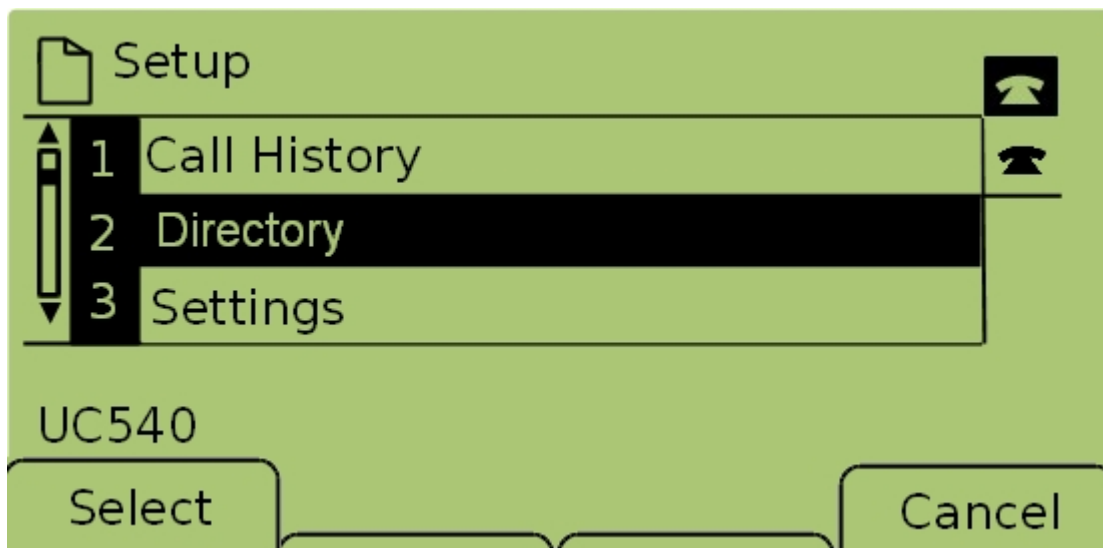 Setup
1 Call History
2 Directory
3 Settings
UC540
Select Cancel